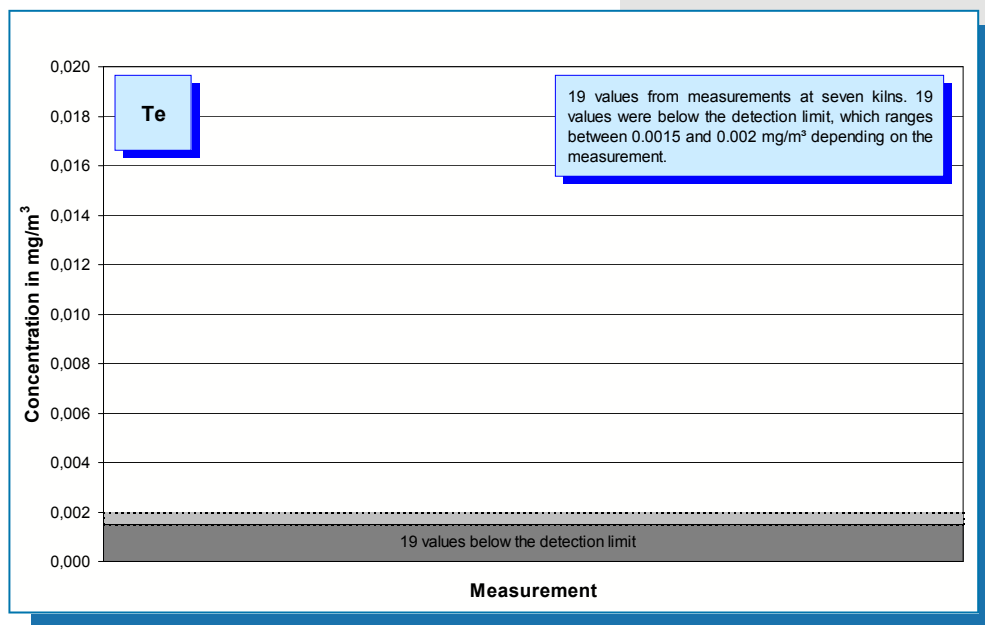 Te
19 values from measurements at seven kilns. 19
values were below the detection limit, which ranges
between 0.0015 and 0.002 mg/m³ depending on the
measurement.
Concentration in mg/m³
0,020
0,018
0,016
0,014
0,012
0,010
0,008
0,006
0,004
0,002
0,000
19 values below the detection limit
Measurement